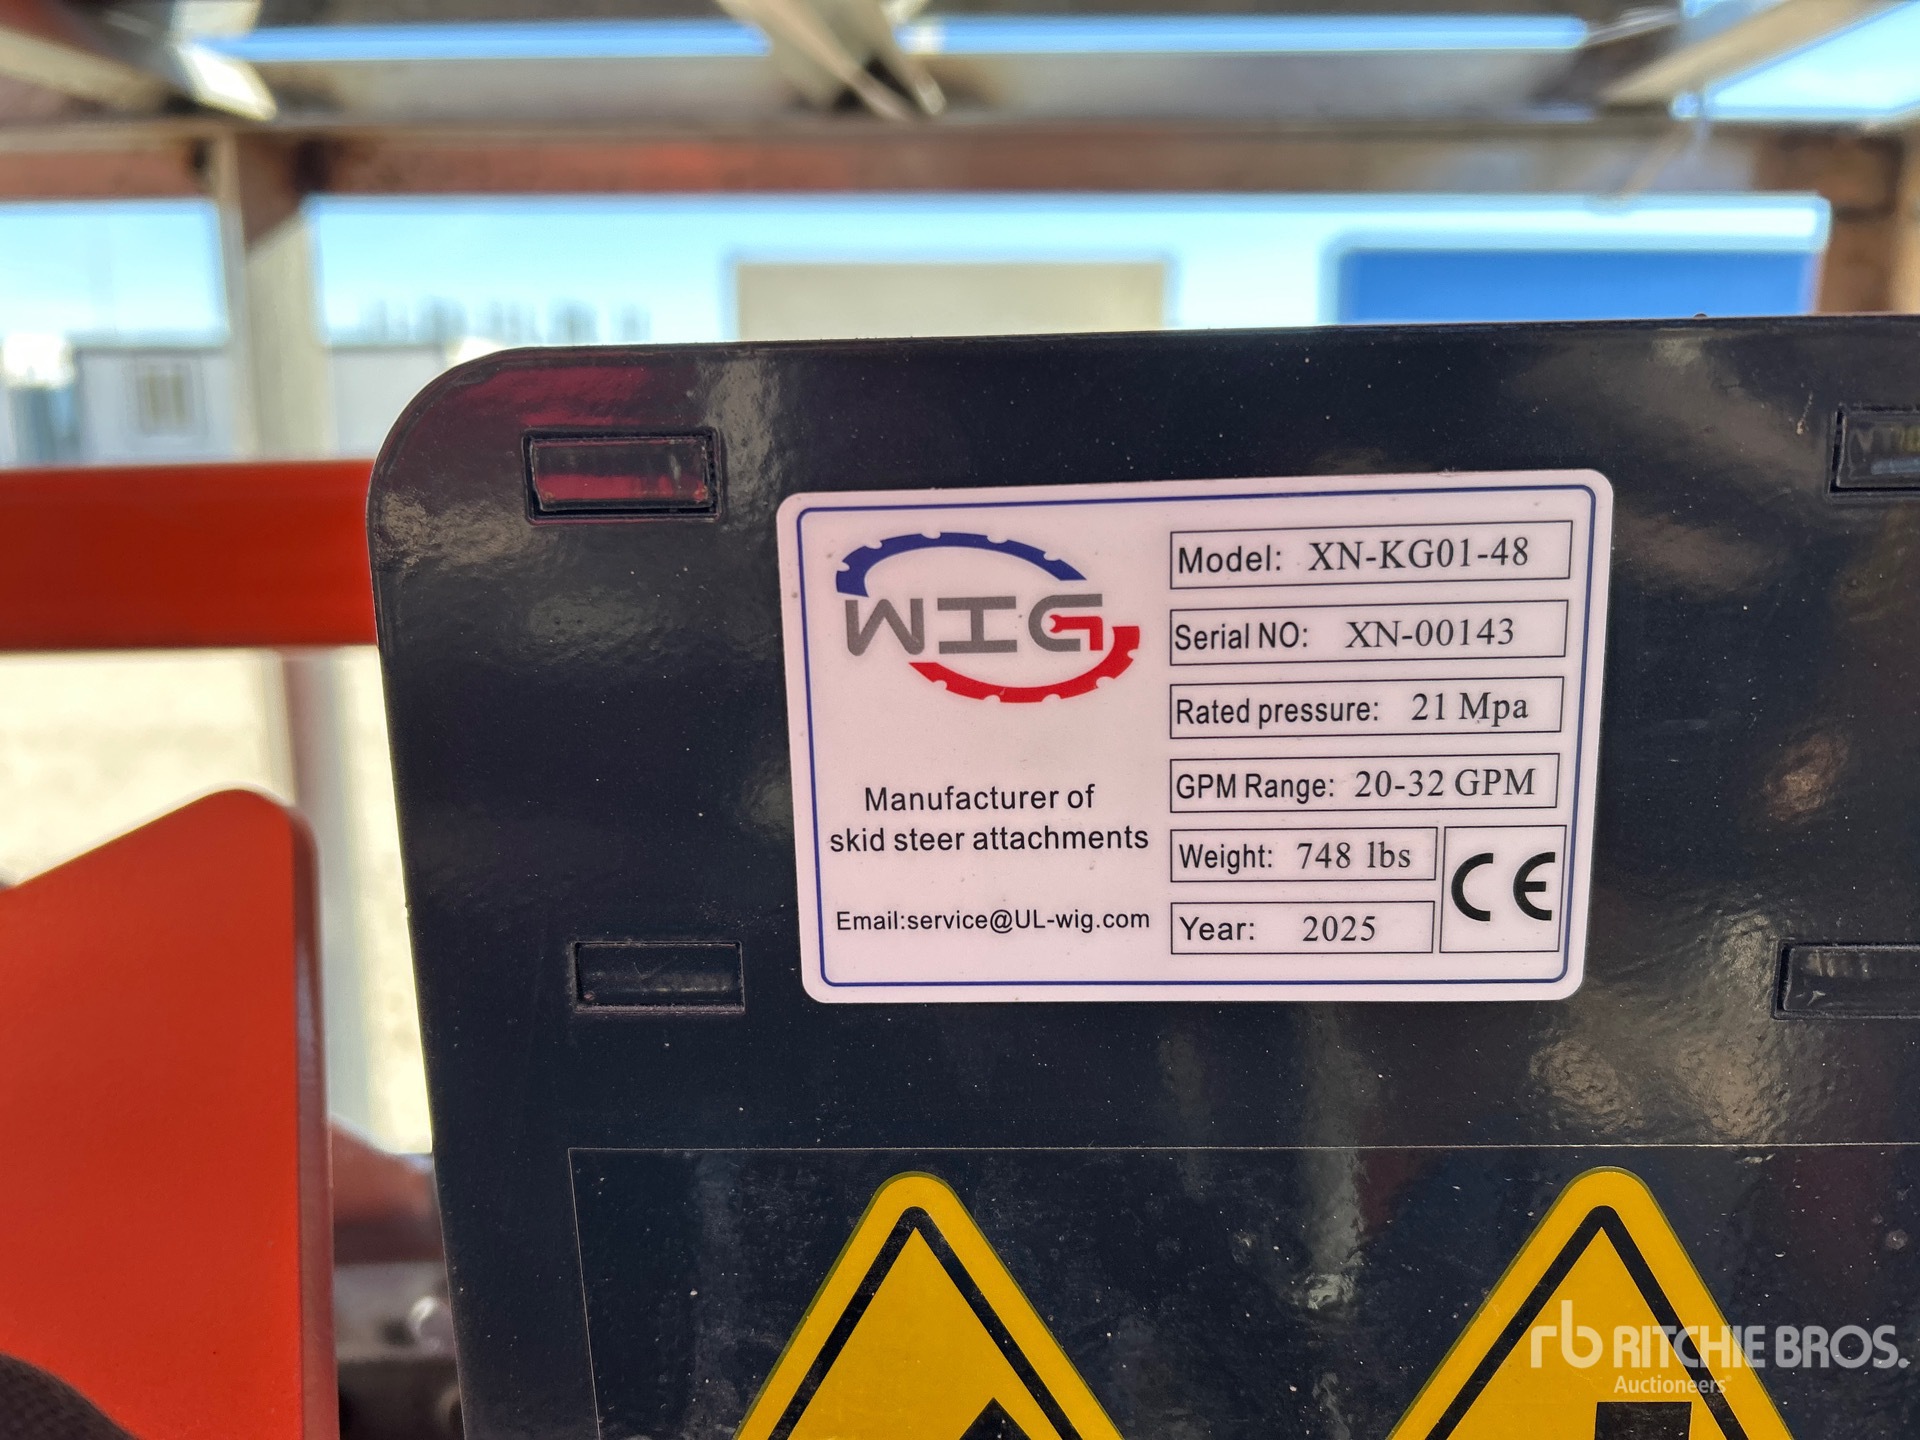 WIG
Manufacturer of
skid steer attachments
Email:service@UL-wig.com
Model: XN-KG01-48
Serial NO: XN-00143
Rated pressure: 21 Mpa
GPM Range: 20-32 GPM
Weight: 748 lbs
Year: 2025
CE
rb RITCHIE BROS.
Auctioneers